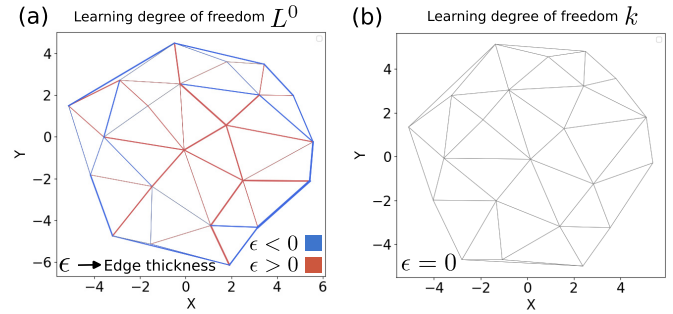 (a) Learning degree of freedom L⁰
4
2
0
−2
−4
−6
Y
−4
−2
0
2
4
6
X
ϵ < 0
ϵ > 0
ϵ → Edge thickness
(b) Learning degree of freedom k
4
2
0
−2
−4
Y
−4
−2
0
2
4
X
ϵ = 0